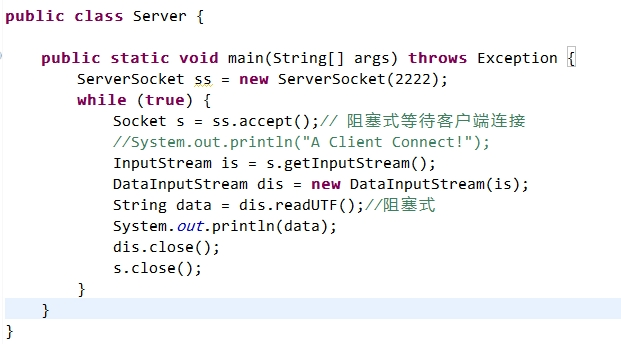 public class Server {
public static void main(String[] args) throws Exception {
ServerSocket ss = new ServerSocket(2222);
while (true) {
Socket s = ss.accept();// 阻塞式等待客户端连接
//System.out.println("A Client Connect!");
InputStream is = s.getInputStream();
DataInputStream dis = new DataInputStream(is);
String data = dis.readUTF();//阻塞式
System.out.println(data);
dis.close();
s.close();
}
}
}